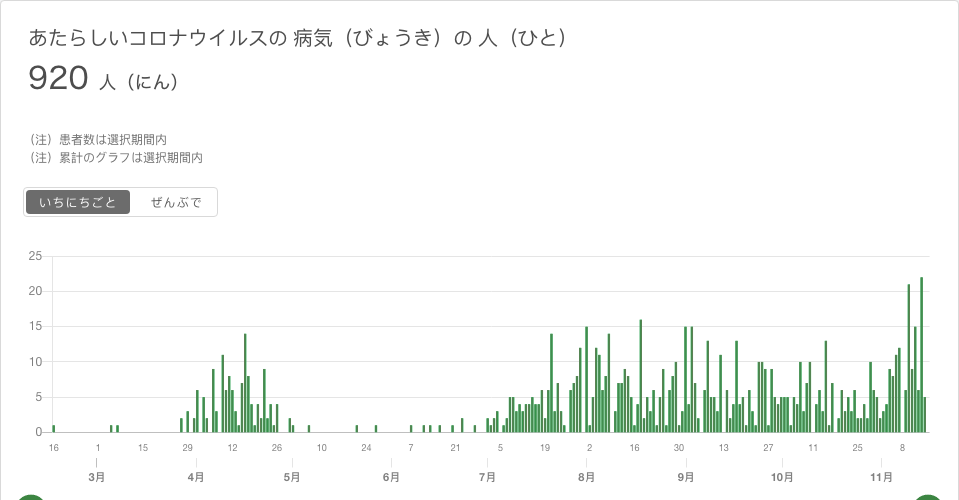 あたらしいコロナウイルスの 病気（びょうき）の 人（ひと）
920 人（にん）
（注）患者数は選択期間内
（注）累計のグラフは選択期間内
いちにちごと ぜんぶで
25
20
15
10
5
0
16 1 15 29 12 26 10 24 7 21 5 19 2 16 30 13 27 11 25 8
3月 4月 5月 6月 7月 8月 9月 10月 11月